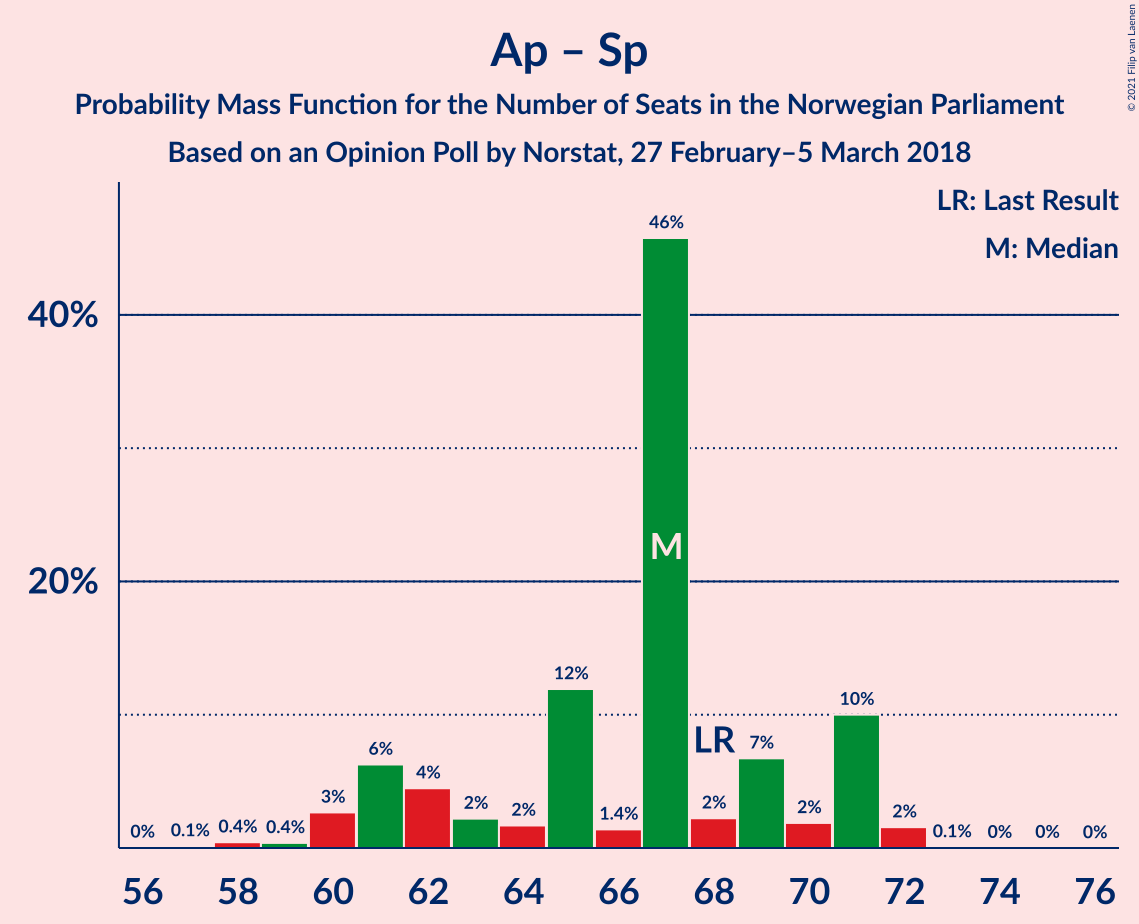 Ap – Sp
Probability Mass Function for the Number of Seats in the Norwegian Parliament
Based on an Opinion Poll by Norstat, 27 February–5 March 2018
© 2021 Filip van Laenen
LR: Last Result
M: Median
40%
20%
0% 0.1% 0.4% 0.4% 3% 6% 4% 2% 2% 12% 1.4% 46% 2% 7% 2% 10% 2% 0.1% 0% 0% 0%
M
LR
56 58 60 62 64 66 68 70 72 74 76